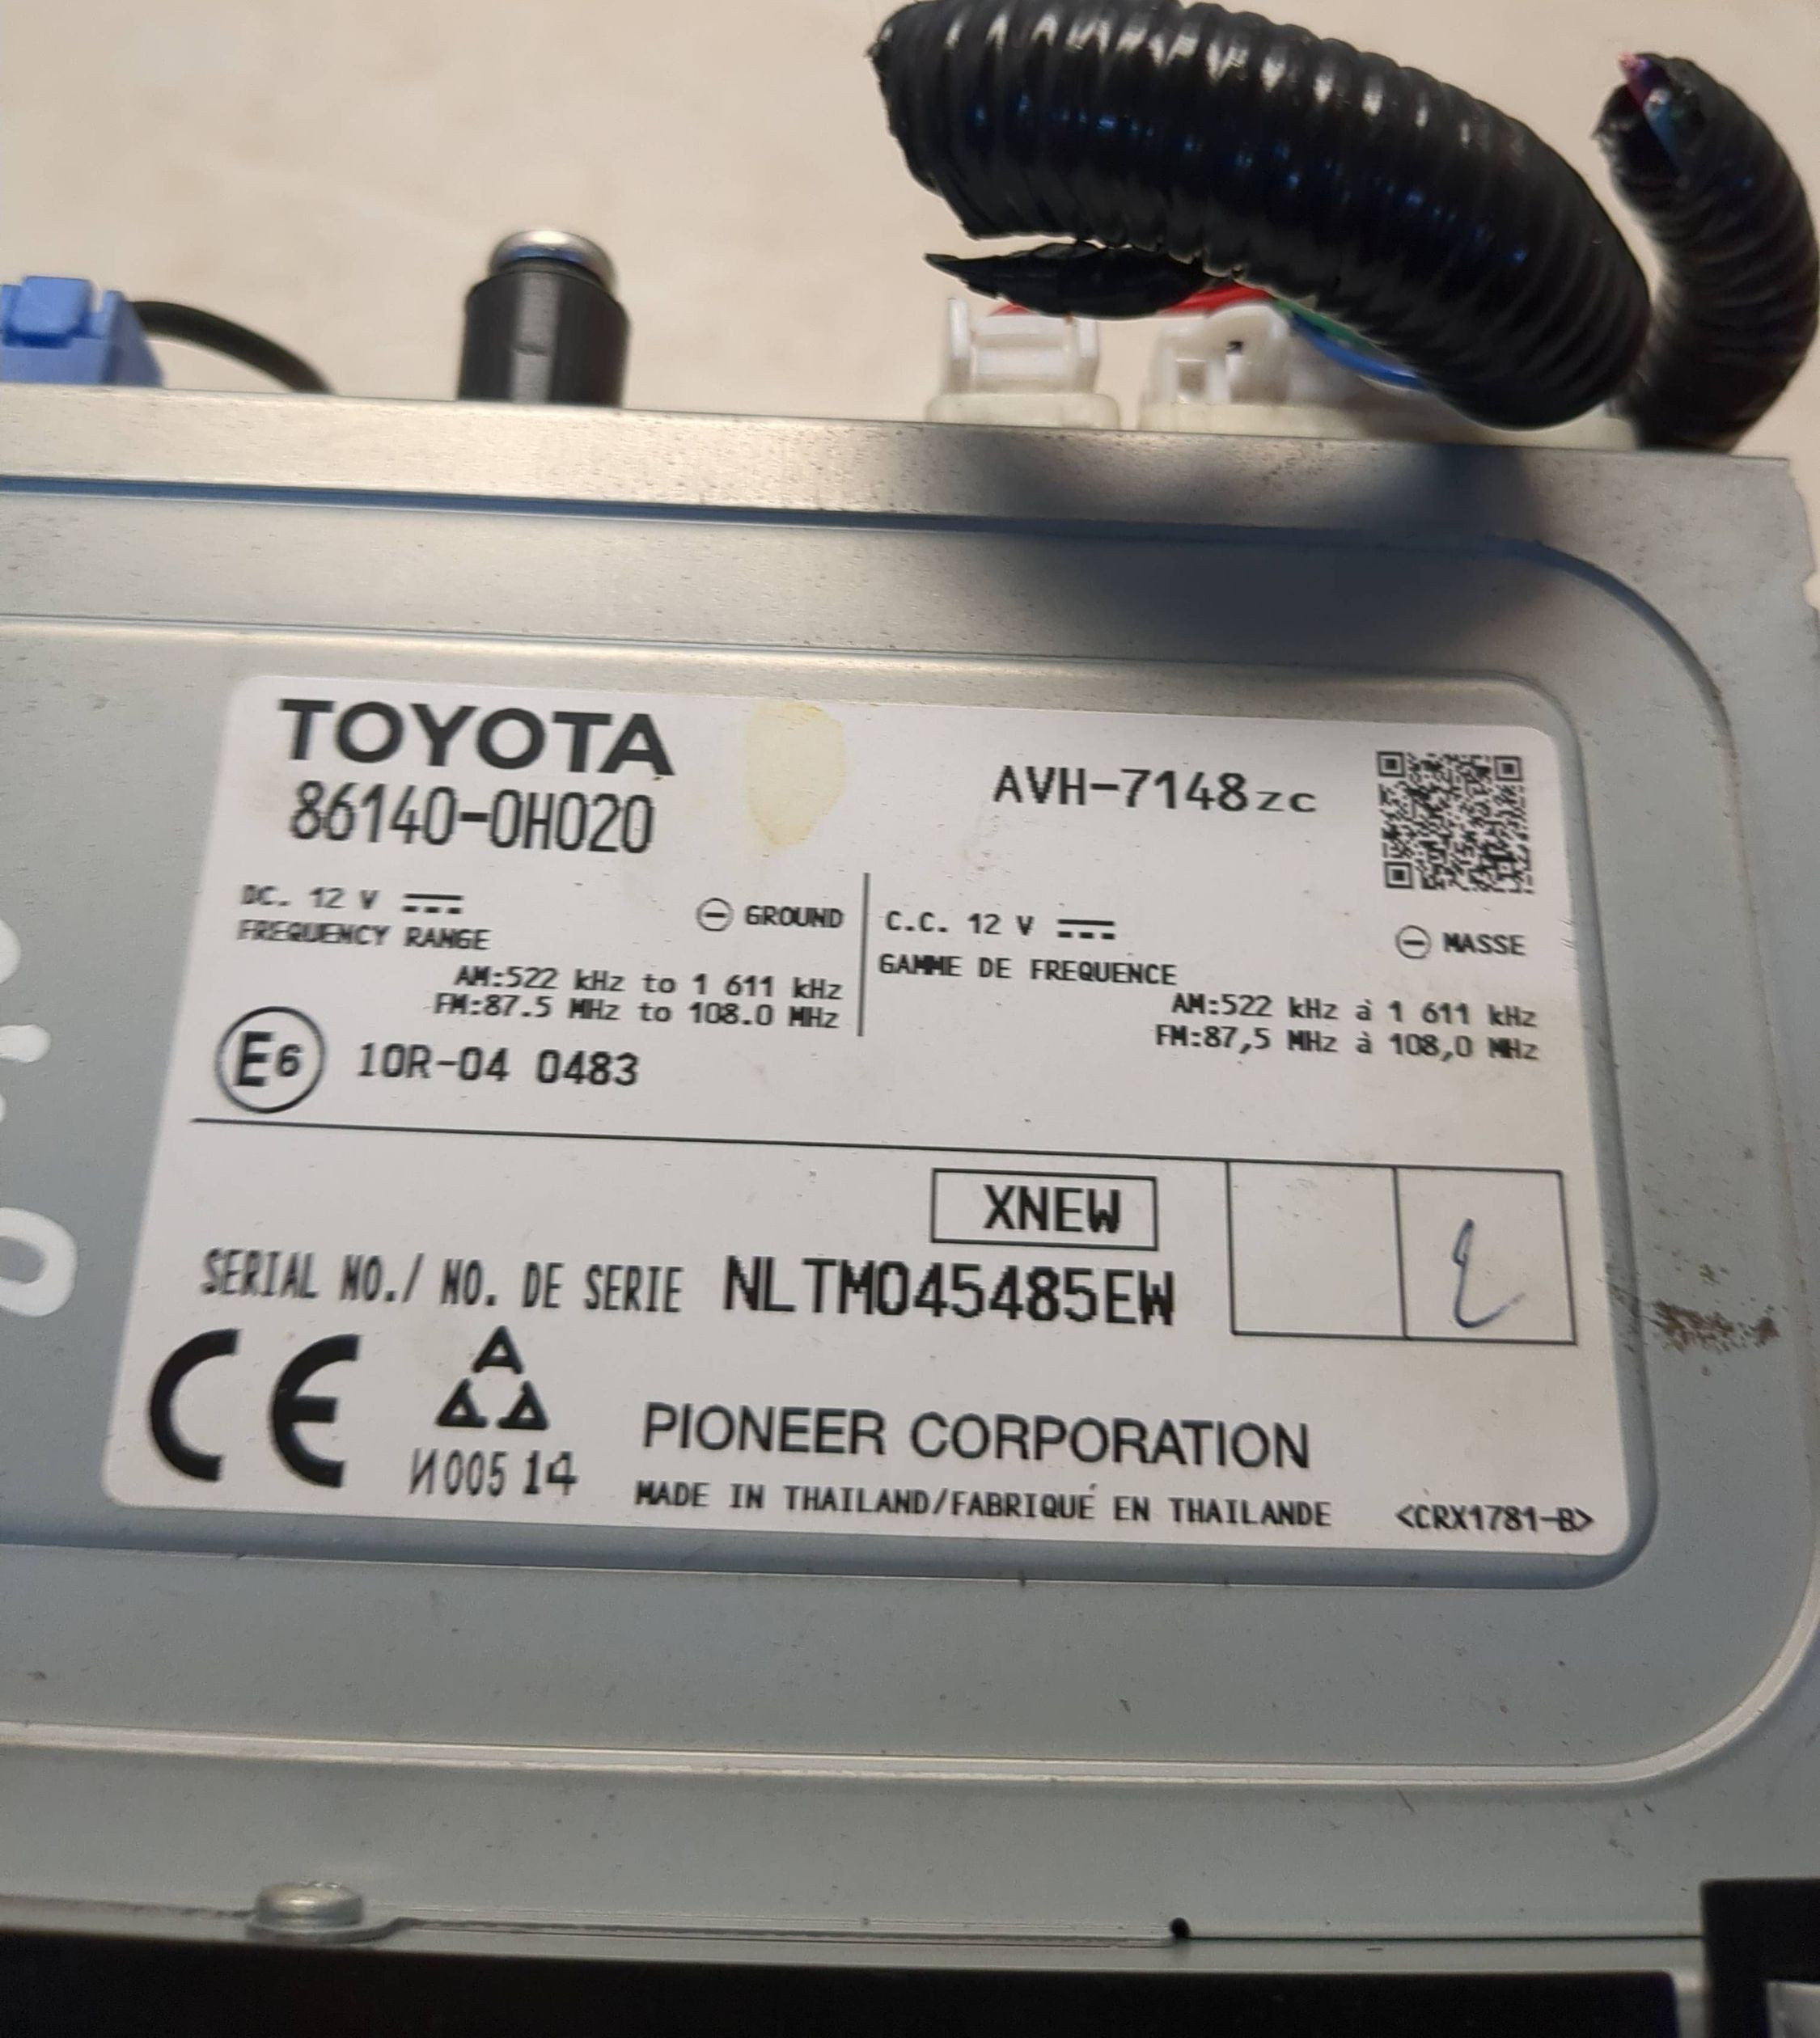 TOYOTA
86140-0H020
AVH-7148zc
DC. 12 V
⊖ GROUND
FREQUENCY RANGE
AM:522 kHz to 1 611 kHz
FM:87.5 MHz to 108.0 MHz
C.C. 12 V
⊖ MASSE
GAMME DE FREQUENCE
AM:522 kHz à 1 611 kHz
FM:87,5 MHz à 108,0 MHz
E6 10R-04 0483
XNEW
SERIAL NO./ NO. DE SERIE NLTM045485EW
CE
AAA
И005 14
PIONEER CORPORATION
MADE IN THAILAND/FABRIQUÉ EN THAILANDE
<CRX1781-B>